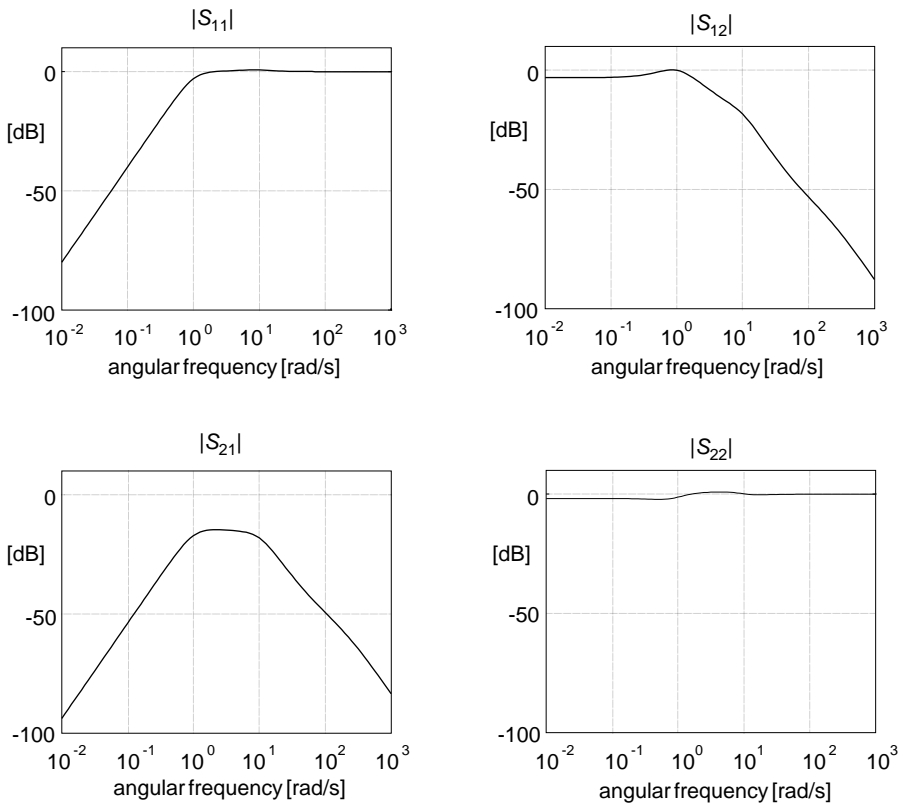 |S₁₁|
0
[dB]
-50
-100
10⁻² 10⁻¹ 10⁰ 10¹ 10² 10³
angular frequency [rad/s]
|S₁₂|
0
[dB]
-50
-100
10⁻² 10⁻¹ 10⁰ 10¹ 10² 10³
angular frequency [rad/s]
|S₂₁|
0
[dB]
-50
-100
10⁻² 10⁻¹ 10⁰ 10¹ 10² 10³
angular frequency [rad/s]
|S₂₂|
0
[dB]
-50
-100
10⁻² 10⁻¹ 10⁰ 10¹ 10² 10³
angular frequency [rad/s]